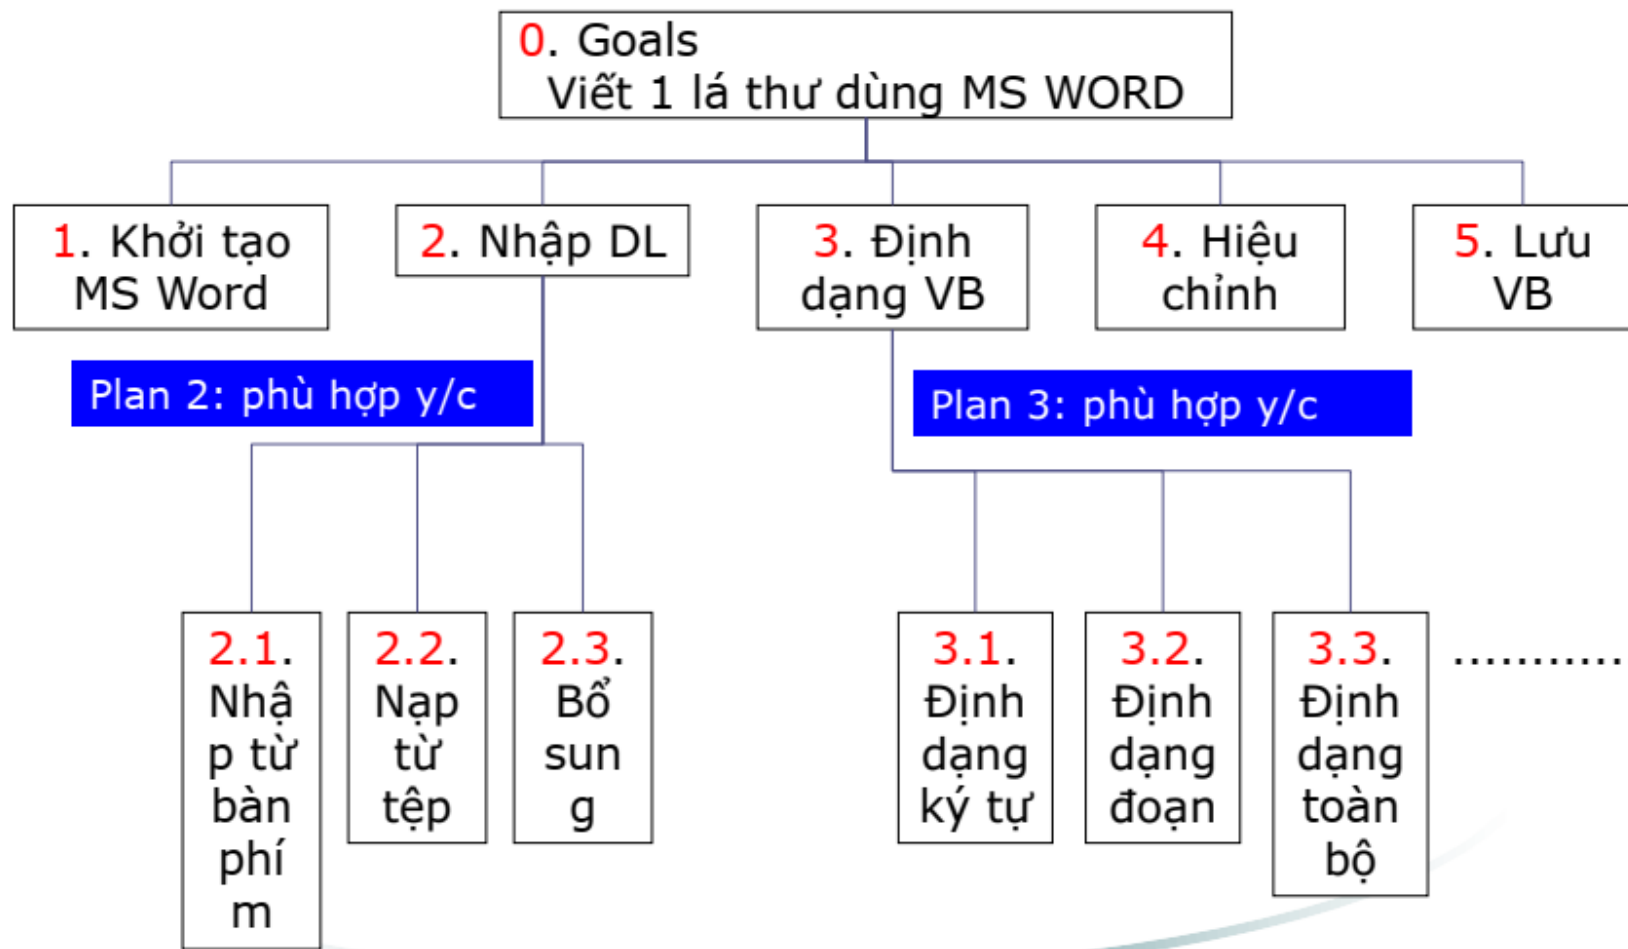 0. Goals
Viết 1 lá thư dùng MS WORD
1. Khởi tạo
MS Word
2. Nhập DL
3. Định
dạng VB
4. Hiệu
chỉnh
5. Lưu
VB
Plan 2: phù hợp y/c
Plan 3: phù hợp y/c
2.1.
Nhậ
p từ
bàn
phí
m
2.2.
Nạp
từ
tệp
2.3.
Bổ
sun
g
3.1.
Định
dạng
ký tự
3.2.
Định
dạng
đoạn
3.3.
Định
dạng
toàn
bộ
...........